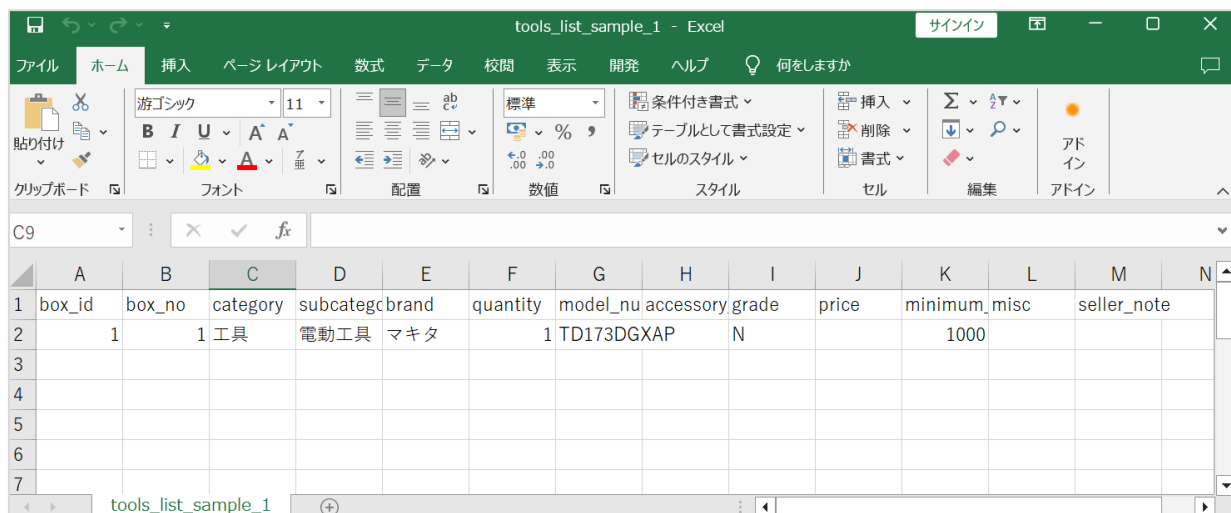 tools_list_sample_1 - Excel サインイン
ファイル ホーム 挿入 ページ レイアウト 数式 データ 校閲 表示 開発 ヘルプ 何をしますか
游ゴシック 11 標準 条件付き書式 挿入
貼り付け B I U A A % テーブルとして書式設定 削除 アド
A 亜 .00 .0 セルのスタイル 書式 イン
クリップボード フォント 配置 数値 スタイル セル 編集 アドイン
C9 fx
A B C D E F G H I J K L M N
1 box_id box_no category subcatego brand quantity model_nu accessory grade price minimum_ misc seller_note
2 1 1 工具 電動工具 マキタ 1 TD173DGXAP N 1000
3
4
5
6
7
tools_list_sample_1